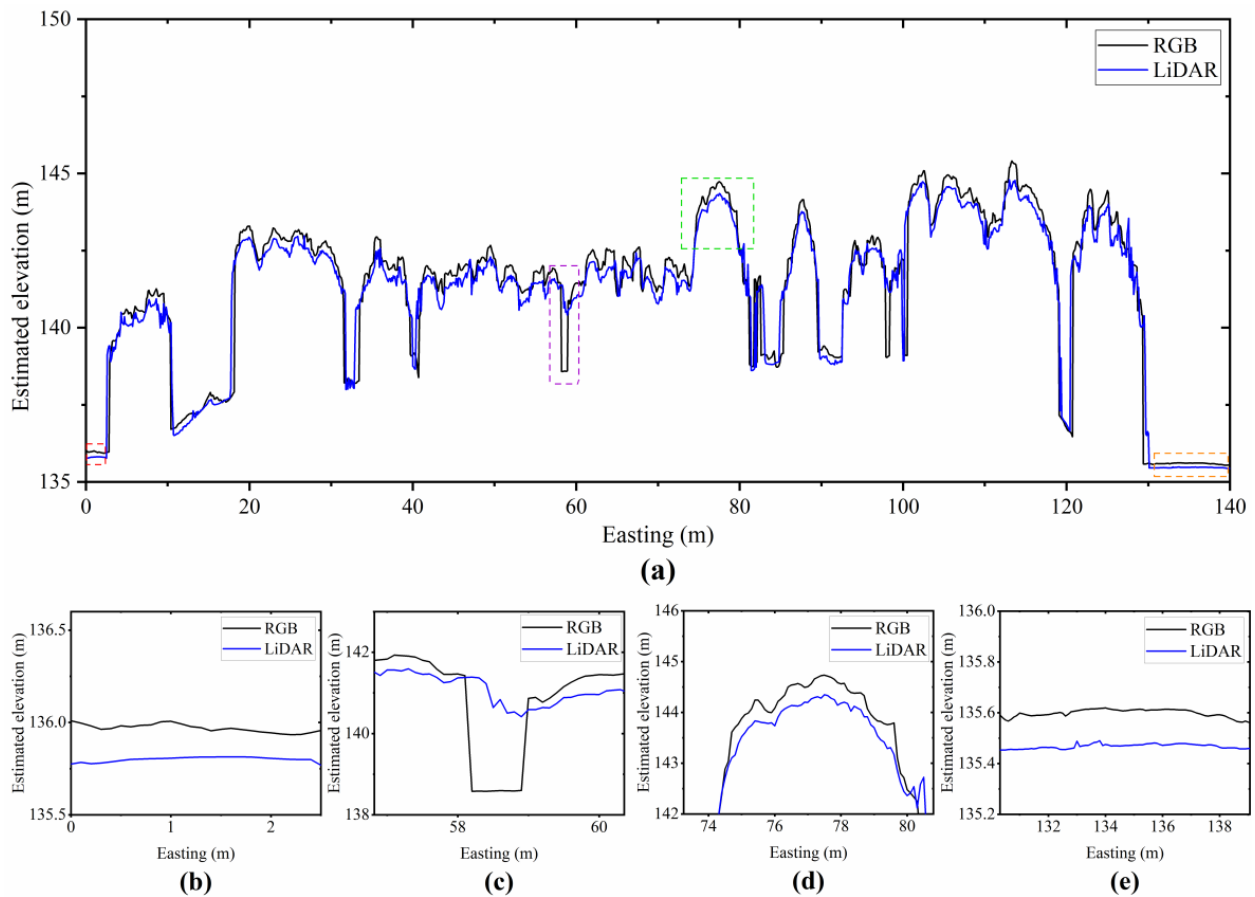 150
145
140
135
Estimated elevation (m)
RGB
LiDAR
0 20 40 60 80 100 120 140
Easting (m)
(a)
136.5
136.0
135.5
Estimated elevation (m)
RGB
LiDAR
0 1 2
Easting (m)
(b)
142
140
138
Estimated elevation (m)
RGB
LiDAR
58 60
Easting (m)
(c)
146
145
144
143
142
Estimated elevation (m)
RGB
LiDAR
74 76 78 80
Easting (m)
(d)
136.0
135.8
135.6
135.4
135.2
Estimated elevation (m)
RGB
LiDAR
132 134 136 138
Easting (m)
(e)